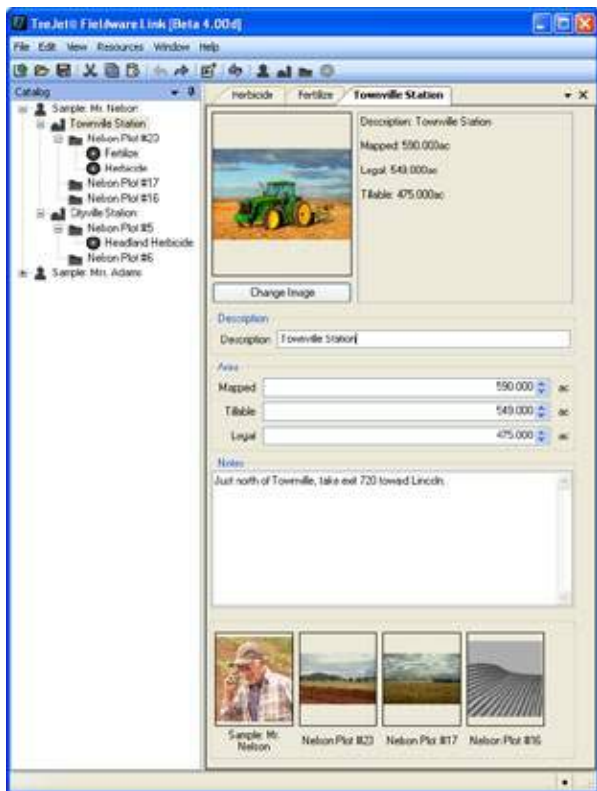 TeeJet® Fieldware Link [Beta 4.00d]
File Edit View Resources Window Help
Catalog
Herbicide Fertilize Townville Station
Sample: Mr. Nelson
Townville Station
Nelson Plot #23
Fertilize
Herbicide
Nelson Plot #17
Nelson Plot #16
Cityville Station
Nelson Plot #5
Headland Herbicide
Nelson Plot #6
Sample: Mrs. Adams
Description: Townville Station
Mapped: 590.000ac
Legal: 549.000ac
Tillable: 475.000ac
Change Image
Description
Description Townville Station
Area
Mapped 590.000 ac
Tillable 549.000 ac
Legal 475.000 ac
Notes
Just north of Townville, take exit 720 toward Lincoln.
Sample: Mr.
Nelson
Nelson Plot #23
Nelson Plot #17
Nelson Plot #16